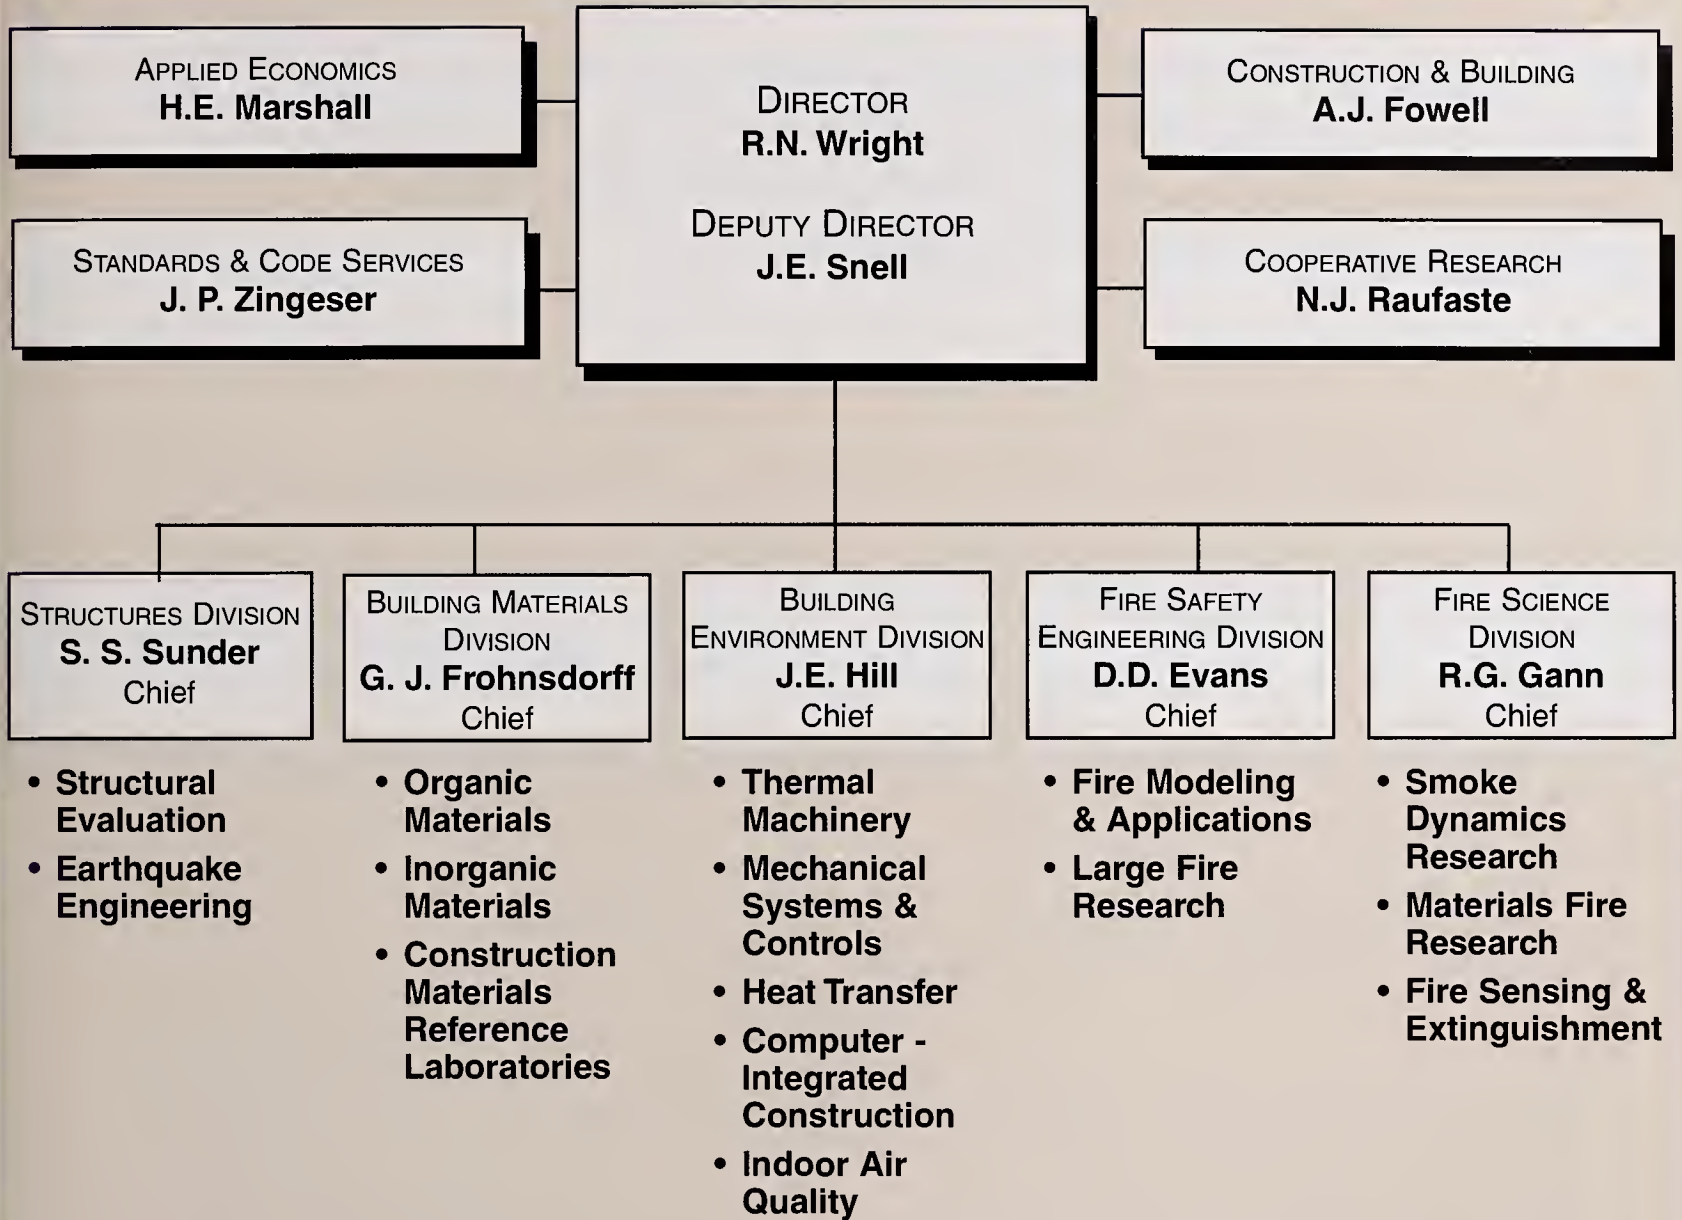 APPLIED ECONOMICS
H.E. Marshall
STANDARDS & CODE SERVICES
J. P. Zingeser
DIRECTOR
R.N. Wright
DEPUTY DIRECTOR
J.E. Snell
CONSTRUCTION & BUILDING
A.J. Fowell
COOPERATIVE RESEARCH
N.J. Raufaste
STRUCTURES DIVISION
S. S. Sunder
Chief
• Structural
Evaluation
• Earthquake
Engineering
BUILDING MATERIALS
DIVISION
G. J. Frohnsdorff
Chief
• Organic
Materials
• Inorganic
Materials
• Construction
Materials
Reference
Laboratories
BUILDING
ENVIRONMENT DIVISION
J.E. Hill
Chief
• Thermal
Machinery
• Mechanical
Systems &
Controls
• Heat Transfer
• Computer -
Integrated
Construction
• Indoor Air
Quality
FIRE SAFETY
ENGINEERING DIVISION
D.D. Evans
Chief
• Fire Modeling
& Applications
• Large Fire
Research
FIRE SCIENCE
DIVISION
R.G. Gann
Chief
• Smoke
Dynamics
Research
• Materials Fire
Research
• Fire Sensing &
Extinguishment